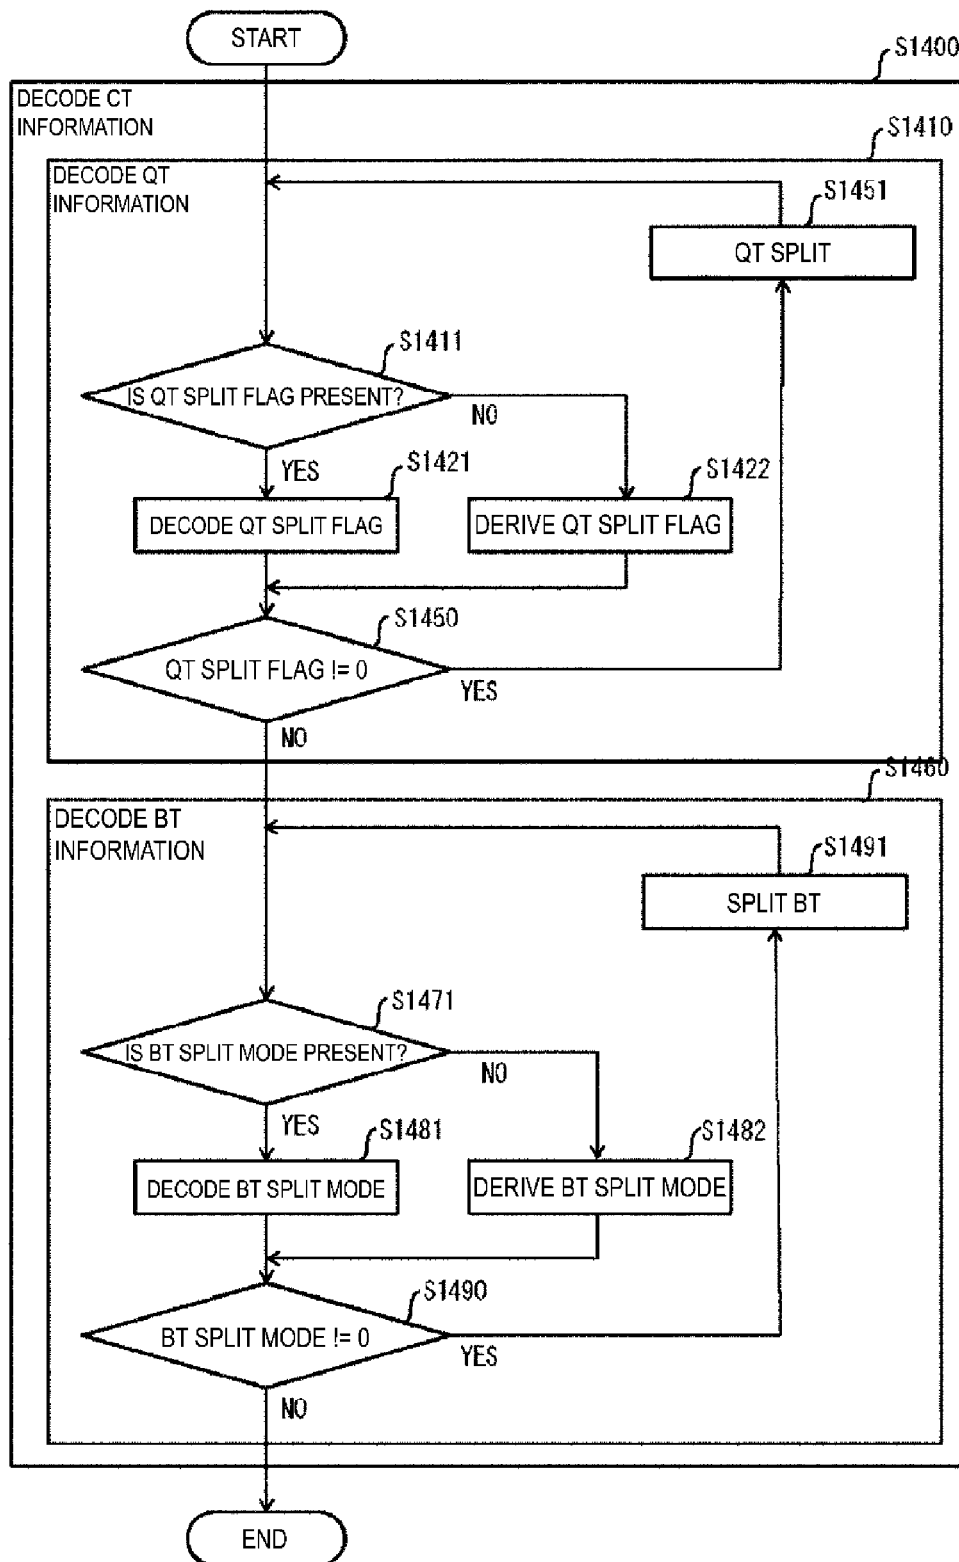 START
S1400
DECODE CT
INFORMATION
S1410
DECODE QT
INFORMATION
S1451
QT SPLIT
S1411
IS QT SPLIT FLAG PRESENT?
NO
YES
S1421
S1422
DECODE QT SPLIT FLAG
DERIVE QT SPLIT FLAG
S1450
QT SPLIT FLAG != 0
YES
NO
S1460
DECODE BT
INFORMATION
S1491
SPLIT BT
S1471
IS BT SPLIT MODE PRESENT?
NO
YES
S1481
S1482
DECODE BT SPLIT MODE
DERIVE BT SPLIT MODE
S1490
BT SPLIT MODE != 0
YES
NO
END